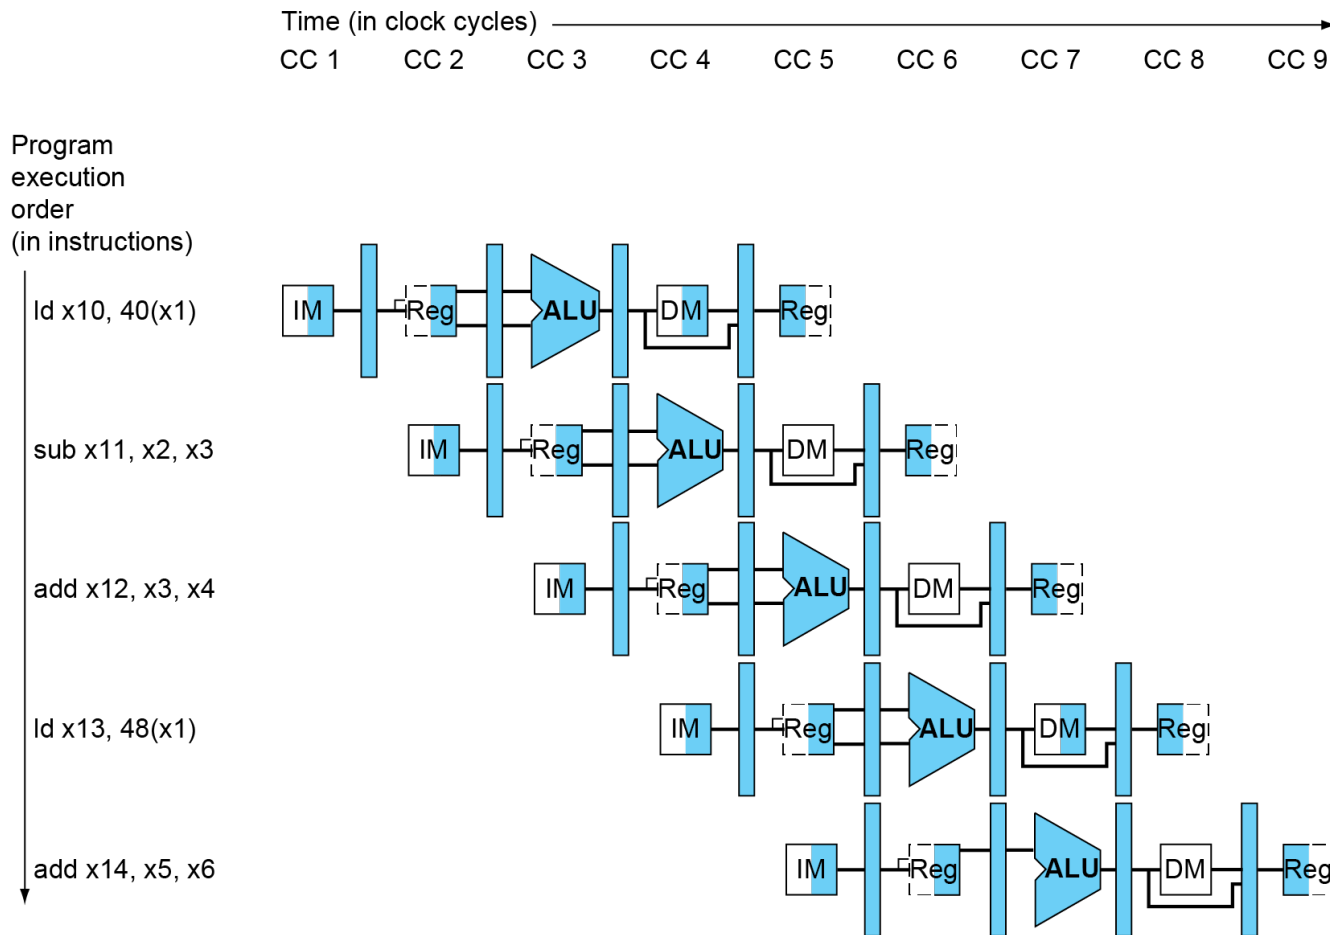 Time (in clock cycles)
CC 1 CC 2 CC 3 CC 4 CC 5 CC 6 CC 7 CC 8 CC 9
Program
execution
order
(in instructions)
ld x10, 40(x1) IM Reg ALU DM Reg
sub x11, x2, x3 IM Reg ALU DM Reg
add x12, x3, x4 IM Reg ALU DM Reg
ld x13, 48(x1) IM Reg ALU DM Reg
add x14, x5, x6 IM Reg ALU DM Reg